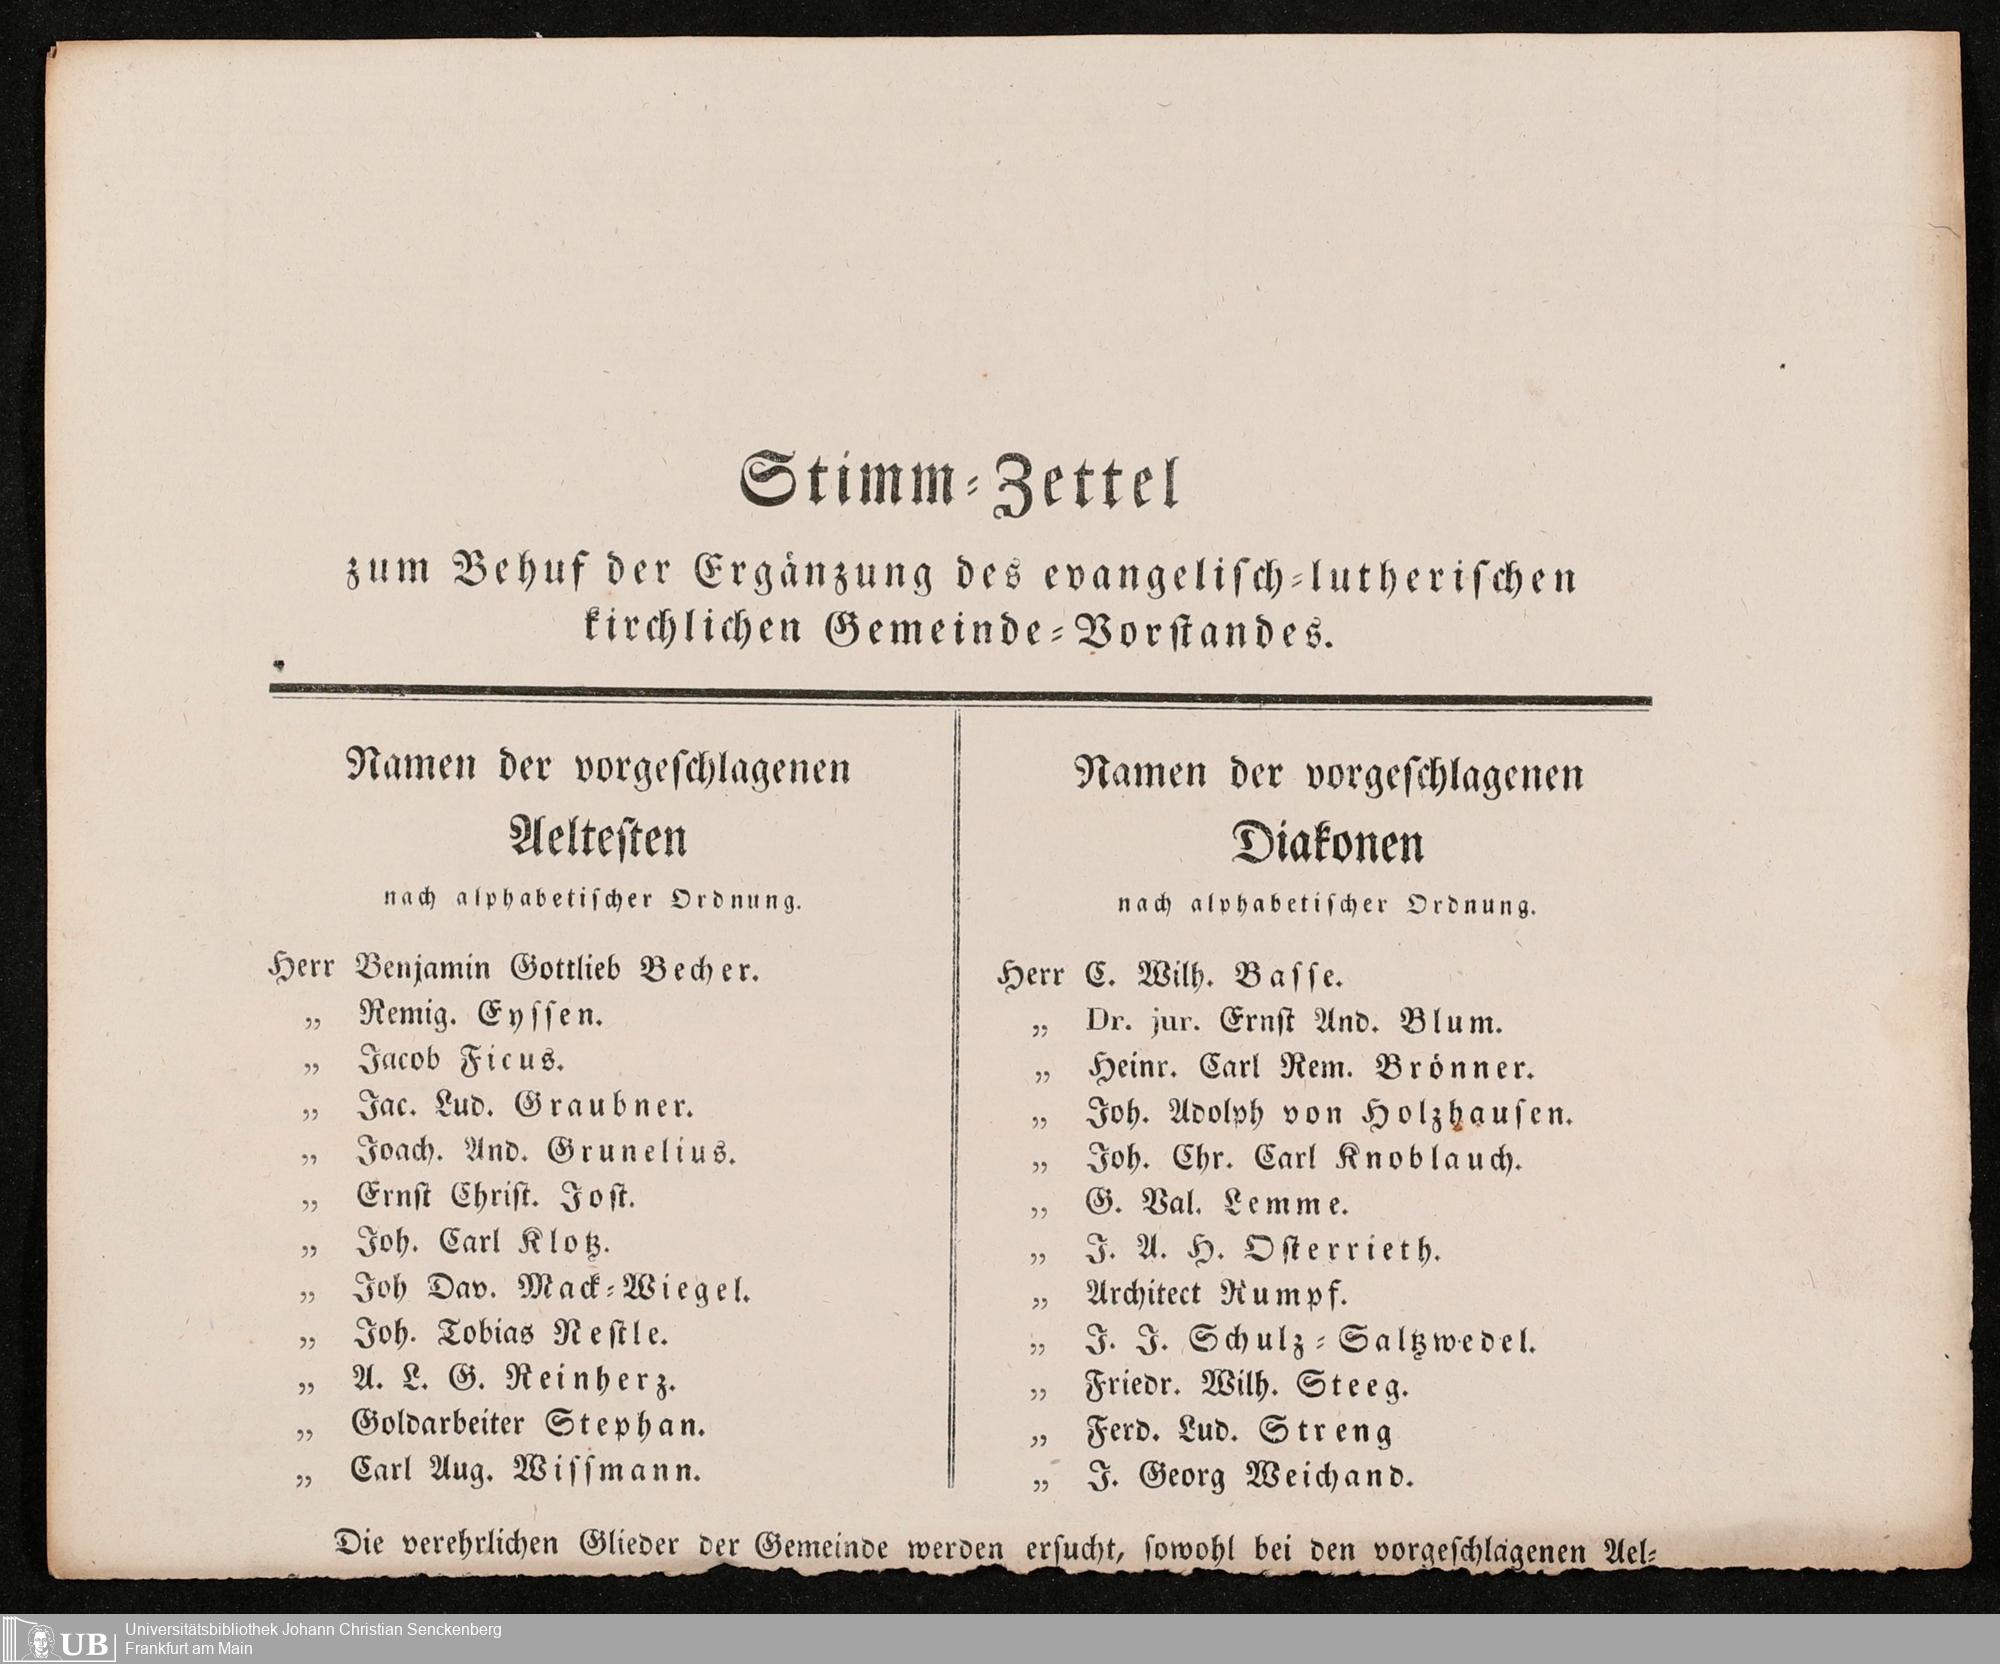 Stimm-Zettel
zum Behuf der Ergänzung des evangelisch-lutherischen
kirchlichen Gemeinde-Vorstandes.
Namen der vorgeschlagenen
Aeltesten
nach alphabetischer Ordnung.
Herr Benjamin Gottlieb Becher.
„ Remig. Eyssen.
„ Jacob Ficus.
„ Jac. Lud. Graubner.
„ Joach. And. Grunelius.
„ Ernst Christ. Jost.
„ Joh. Carl Klotz.
„ Joh Dav. Mack-Wiegel.
„ Joh. Tobias Nestle.
„ A. L. G. Reinherz.
„ Goldarbeiter Stephan.
„ Carl Aug. Wissmann.
Namen der vorgeschlagenen
Diakonen
nach alphabetischer Ordnung.
Herr C. Wilh. Basse.
„ Dr. jur. Ernst And. Blum.
„ Heinr. Carl Rem. Brönner.
„ Joh. Adolph von Holzhausen.
„ Joh. Chr. Carl Knoblauch.
„ G. Val. Lemme.
„ J. A. H. Osterrieth.
„ Architect Rumpf.
„ J. J. Schulz-Saltzwedel.
„ Friedr. Wilh. Steeg.
„ Ferd. Lud. Streng
„ J. Georg Weichand.
Die verehrlichen Glieder der Gemeinde werden ersucht, sowohl bei den vorgeschlagenen Ael-
UB
Universitätsbibliothek Johann Christian Senckenberg
Frankfurt am Main